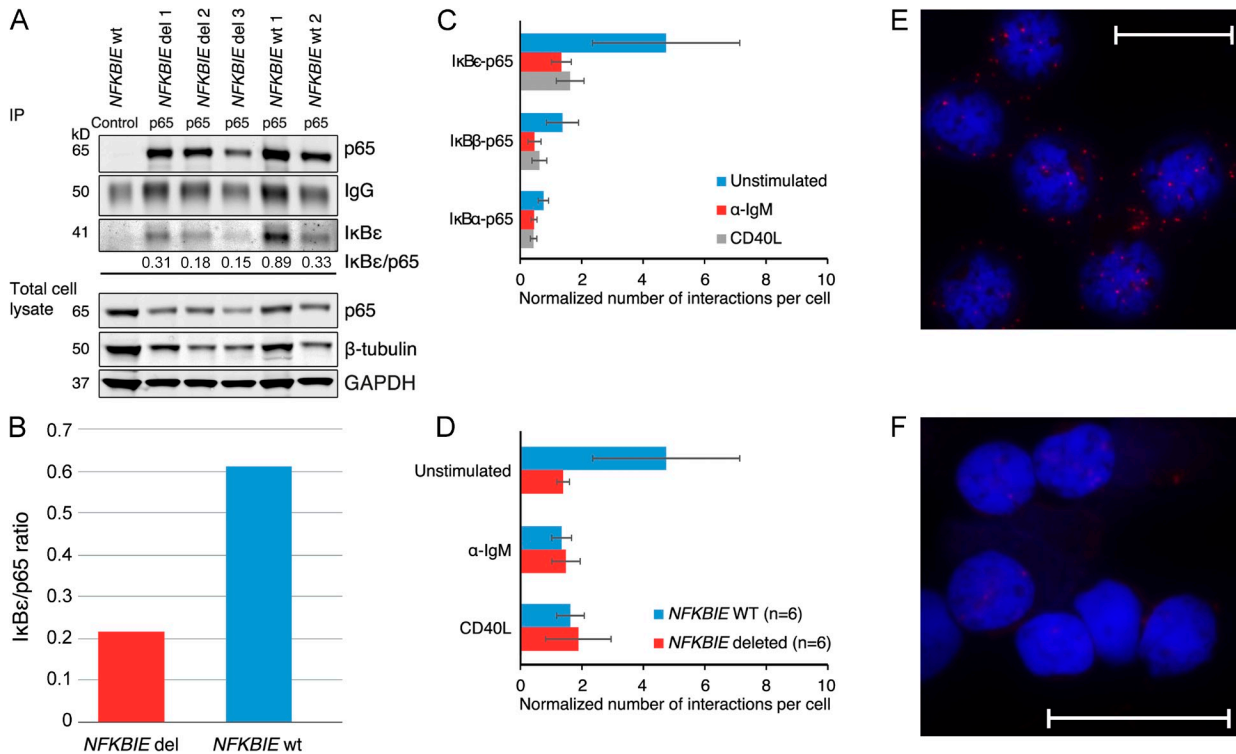 A
NFKBIE wt
NFKBIE del 1
NFKBIE del 2
NFKBIE del 3
NFKBIE wt 1
NFKBIE wt 2
IP
Control p65 p65 p65 p65 p65
kD
65 p65
50 IgG
41 IκBε
0.31 0.18 0.15 0.89 0.33 IκBε/p65
Total cell
lysate
65 p65
50 β-tubulin
37 GAPDH
B
IκBε/p65 ratio
0.7
0.6
0.5
0.4
0.3
0.2
0.1
0
NFKBIE del NFKBIE wt
C
IκBε-p65
IκBβ-p65
IκBα-p65
Unstimulated
α-IgM
CD40L
0 2 4 6 8 10
Normalized number of interactions per cell
D
Unstimulated
α-IgM
CD40L
NFKBIE WT (n=6)
NFKBIE deleted (n=6)
0 2 4 6 8 10
Normalized number of interactions per cell
E
F